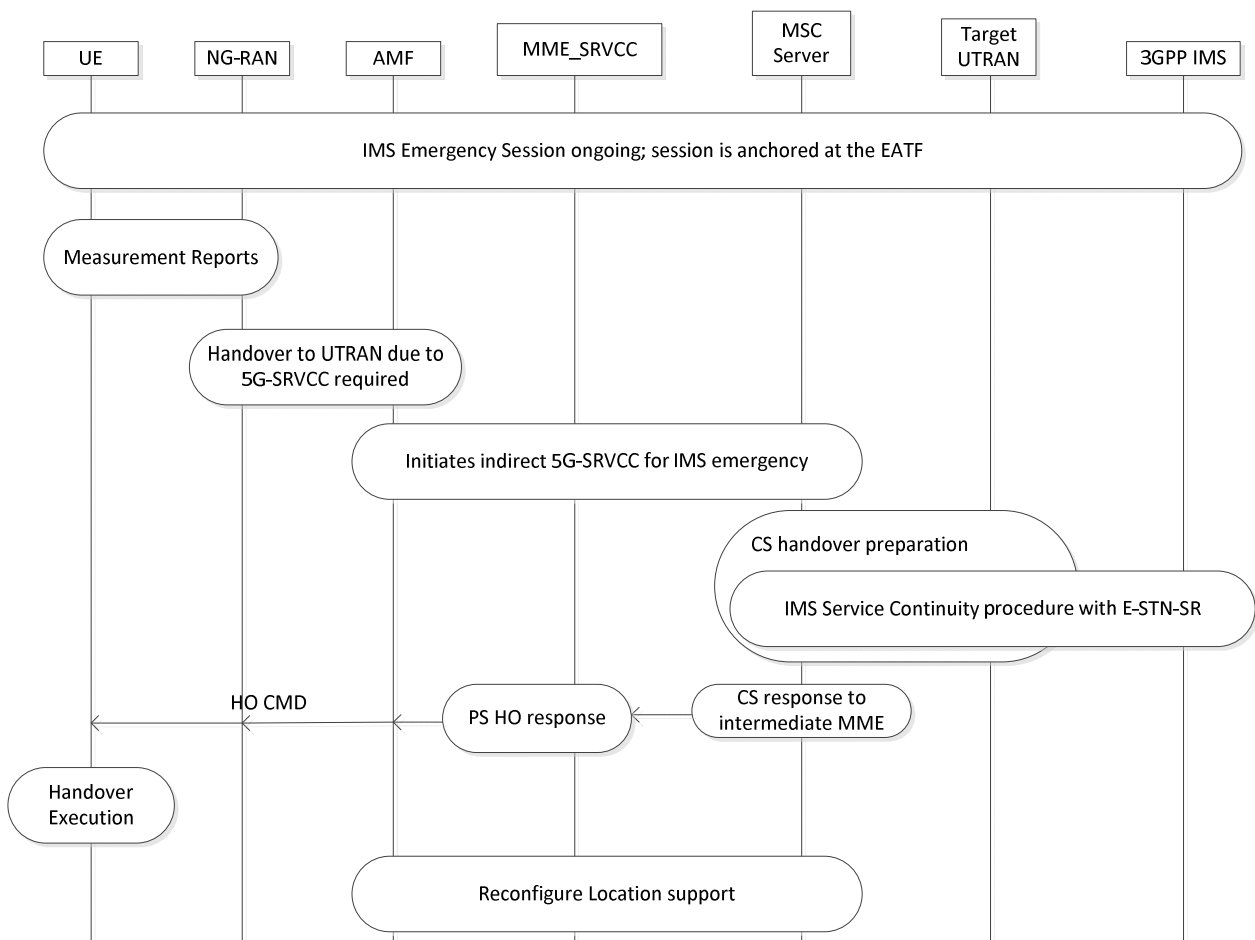 UE
NG-RAN
AMF
MME_SRVCC
MSC
Server
Target
UTRAN
3GPP IMS
IMS Emergency Session ongoing; session is anchored at the EATF
Measurement Reports
Handover to UTRAN due to
5G-SRVCC required
Initiates indirect 5G-SRVCC for IMS emergency
CS handover preparation
IMS Service Continuity procedure with E-STN-SR
HO CMD
PS HO response
CS response to
intermediate MME
Handover
Execution
Reconfigure Location support